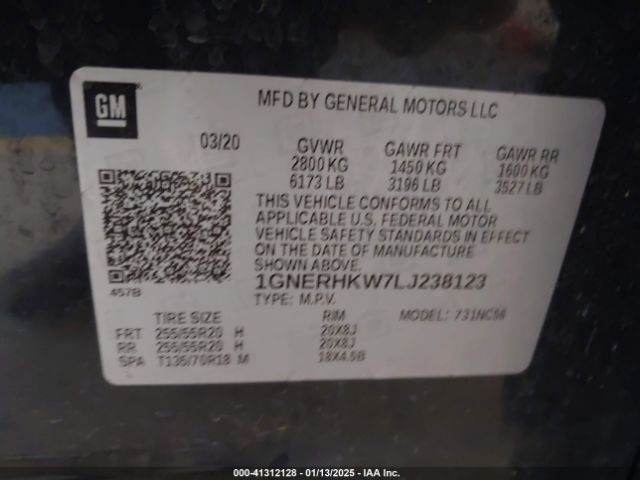 GM
MFD BY GENERAL MOTORS LLC
03/20 GVWR GAWR FRT GAWR RR
2800 KG 1450 KG 1600 KG
6173 LB 3196 LB 3527 LB
THIS VEHICLE CONFORMS TO ALL
APPLICABLE U.S. FEDERAL MOTOR
VEHICLE SAFETY STANDARDS IN EFFECT
ON THE DATE OF MANUFACTURE
SHOWN ABOVE.
457B
1GNERHKW7LJ238123
TYPE: M.P.V.
TIRE SIZE RIM MODEL: 731NC56
FRT 255/55R20 H 20X8J
RR 255/55R20 H 20X8J
SPA T135/70R18 M 18X4.5B
000-41312128 - 01/13/2025 - IAA Inc.